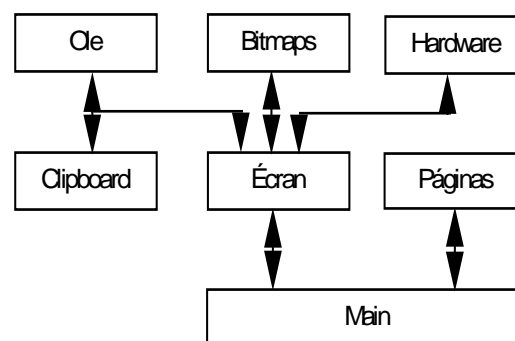 Ole
Bitmaps
Hardware
Clipboard
Écran
Páginas
Main